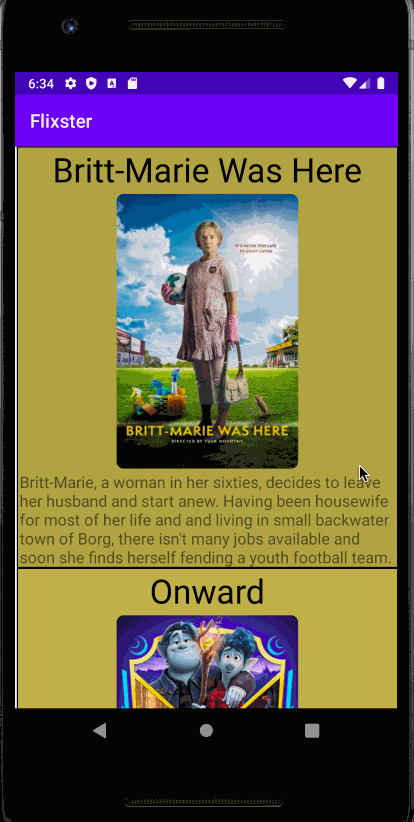 6:34
Flixster
Britt-Marie Was Here
IT'S NEVER TOO LATE
TO START LIVING
BRITT-MARIE WAS HERE
DIRECTED BY TUVA NOVOTNY
Britt-Marie, a woman in her sixties, decides to leave
her husband and start anew. Having been housewife
for most of her life and and living in small backwater
town of Borg, there isn't many jobs available and
soon she finds herself fending a youth football team.
Onward